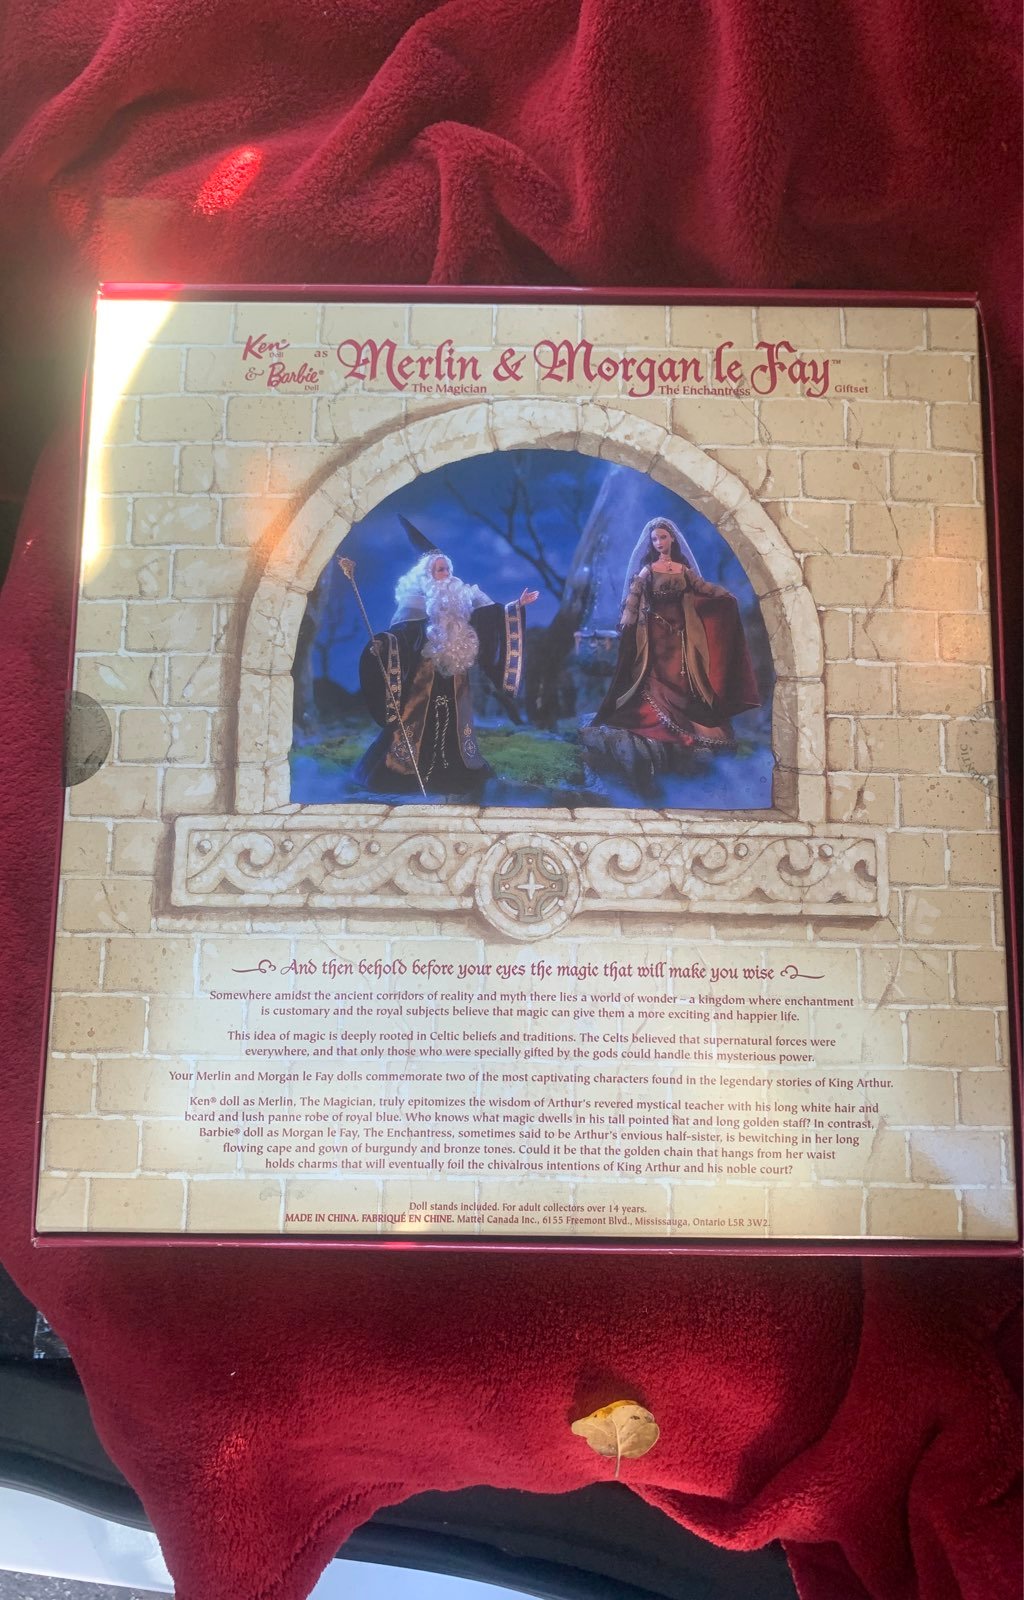 Ken
Doll
as
& Barbie®
Doll
Merlin & Morgan le Fay™
The Magician
The Enchantress
Giftset
And then behold before your eyes the magic that will make you wise
Somewhere amidst the ancient corridors of reality and myth there lies a world of wonder – a kingdom where enchantment
is customary and the royal subjects believe that magic can give them a more exciting and happier life.
This idea of magic is deeply rooted in Celtic beliefs and traditions. The Celts believed that supernatural forces were
everywhere, and that only those who were specially gifted by the gods could handle this mysterious power.
Your Merlin and Morgan le Fay dolls commemorate two of the most captivating characters found in the legendary stories of King Arthur.
Ken® doll as Merlin, The Magician, truly epitomizes the wisdom of Arthur's revered mystical teacher with his long white hair and
beard and lush panne robe of royal blue. Who knows what magic dwells in his tall pointed hat and long golden staff? In contrast,
Barbie® doll as Morgan le Fay, The Enchantress, sometimes said to be Arthur's envious half-sister, is bewitching in her long
flowing cape and gown of burgundy and bronze tones. Could it be that the golden chain that hangs from her waist
holds charms that will eventually foil the chivalrous intentions of King Arthur and his noble court?
Doll stands included. For adult collectors over 14 years.
MADE IN CHINA. FABRIQUÉ EN CHINE. Mattel Canada Inc., 6155 Freemont Blvd., Mississauga, Ontario L5R 3W2.